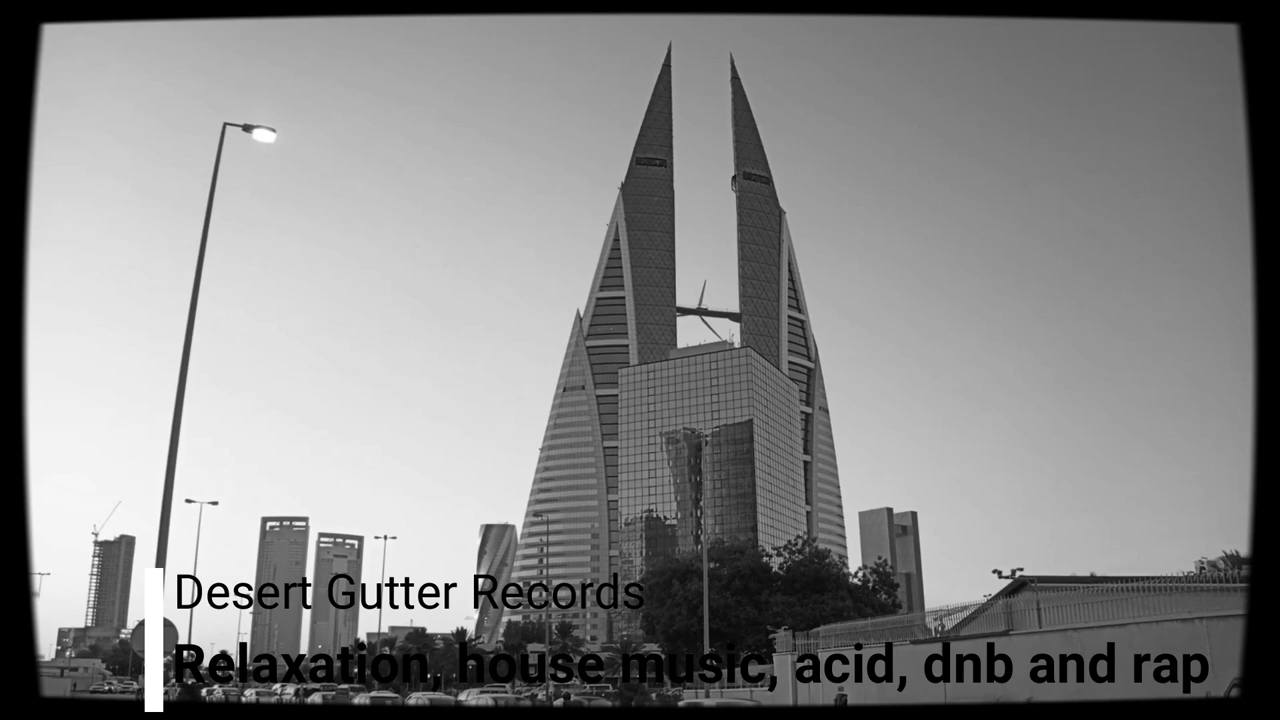 Desert Gutter Records
Relaxation, house music, acid, dnb and rap